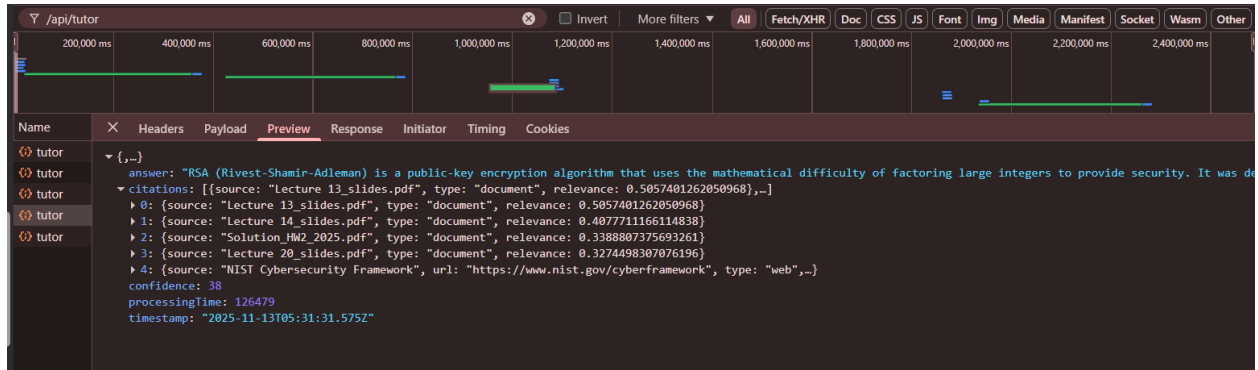 /api/tutor Invert More filters ▼ All Fetch/XHR Doc CSS JS Font Img Media Manifest Socket Wasm Other
200,000 ms 400,000 ms 600,000 ms 800,000 ms 1,000,000 ms 1,200,000 ms 1,400,000 ms 1,600,000 ms 1,800,000 ms 2,000,000 ms 2,200,000 ms 2,400,000 ms
Name × Headers Payload Preview Response Initiator Timing Cookies
tutor
tutor
tutor
tutor
tutor
▼ {,…}
answer: "RSA (Rivest-Shamir-Adleman) is a public-key encryption algorithm that uses the mathematical difficulty of factoring large integers to provide security. It was de
▼ citations: [{source: "Lecture 13_slides.pdf", type: "document", relevance: 0.5057401262050968},…]
▶ 0: {source: "Lecture 13_slides.pdf", type: "document", relevance: 0.5057401262050968}
▶ 1: {source: "Lecture 14_slides.pdf", type: "document", relevance: 0.4077711166114838}
▶ 2: {source: "Solution_HW2_2025.pdf", type: "document", relevance: 0.3388807375693261}
▶ 3: {source: "Lecture 20_slides.pdf", type: "document", relevance: 0.3274498307076196}
▶ 4: {source: "NIST Cybersecurity Framework", url: "https://www.nist.gov/cyberframework", type: "web",…}
confidence: 38
processingTime: 126479
timestamp: "2025-11-13T05:31:31.575Z"